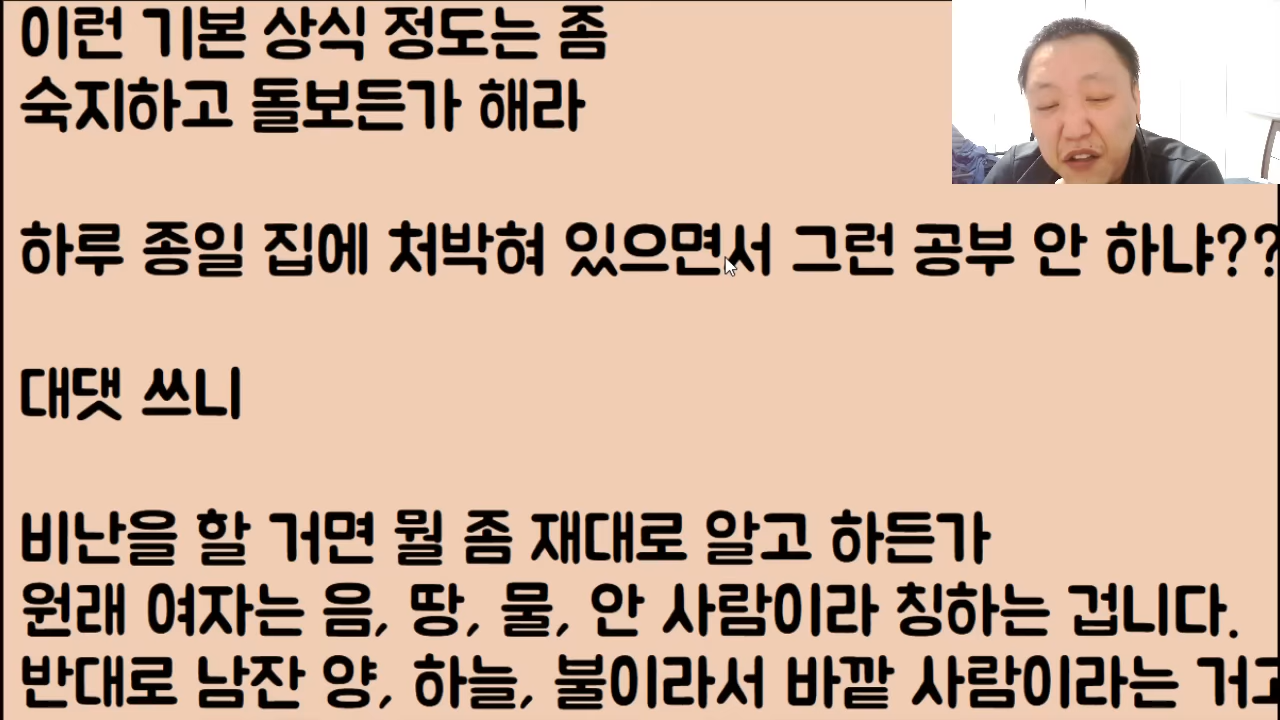 이런 기본 상식 정도는 좀
숙지하고 돌보든가 해라
하루 종일 집에 처박혀 있으면서 그런 공부 안 하냐??
대댓 쓰니
비난을 할 거면 뭘 좀 재대로 알고 하든가
원래 여자는 음, 땅, 물, 안 사람이라 칭하는 겁니다.
반대로 남잔 양, 하늘, 불이라서 바깥 사람이라는 거고